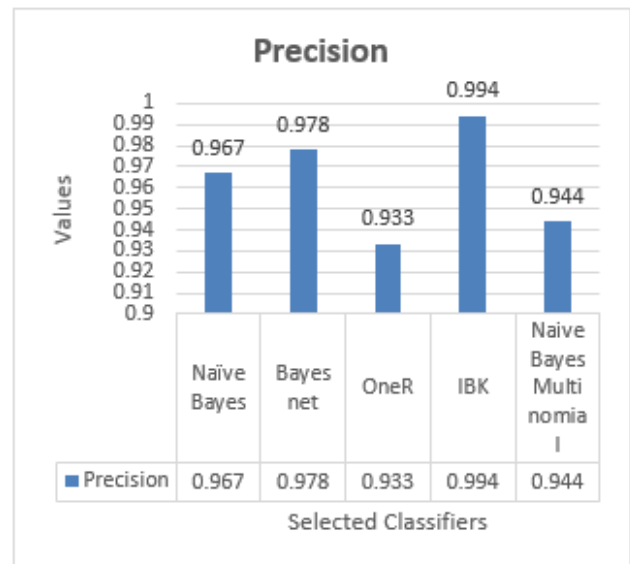 Precision
1
0.99
0.98
0.97
0.96
0.95
0.94
0.93
0.92
0.91
0.9
Values
0.967
0.978
0.933
0.994
0.944
Naïve
Bayes
Bayes
net
OneR
IBK
Naive
Bayes
Multi
nomia
l
Precision 0.967 0.978 0.933 0.994 0.944
Selected Classifiers